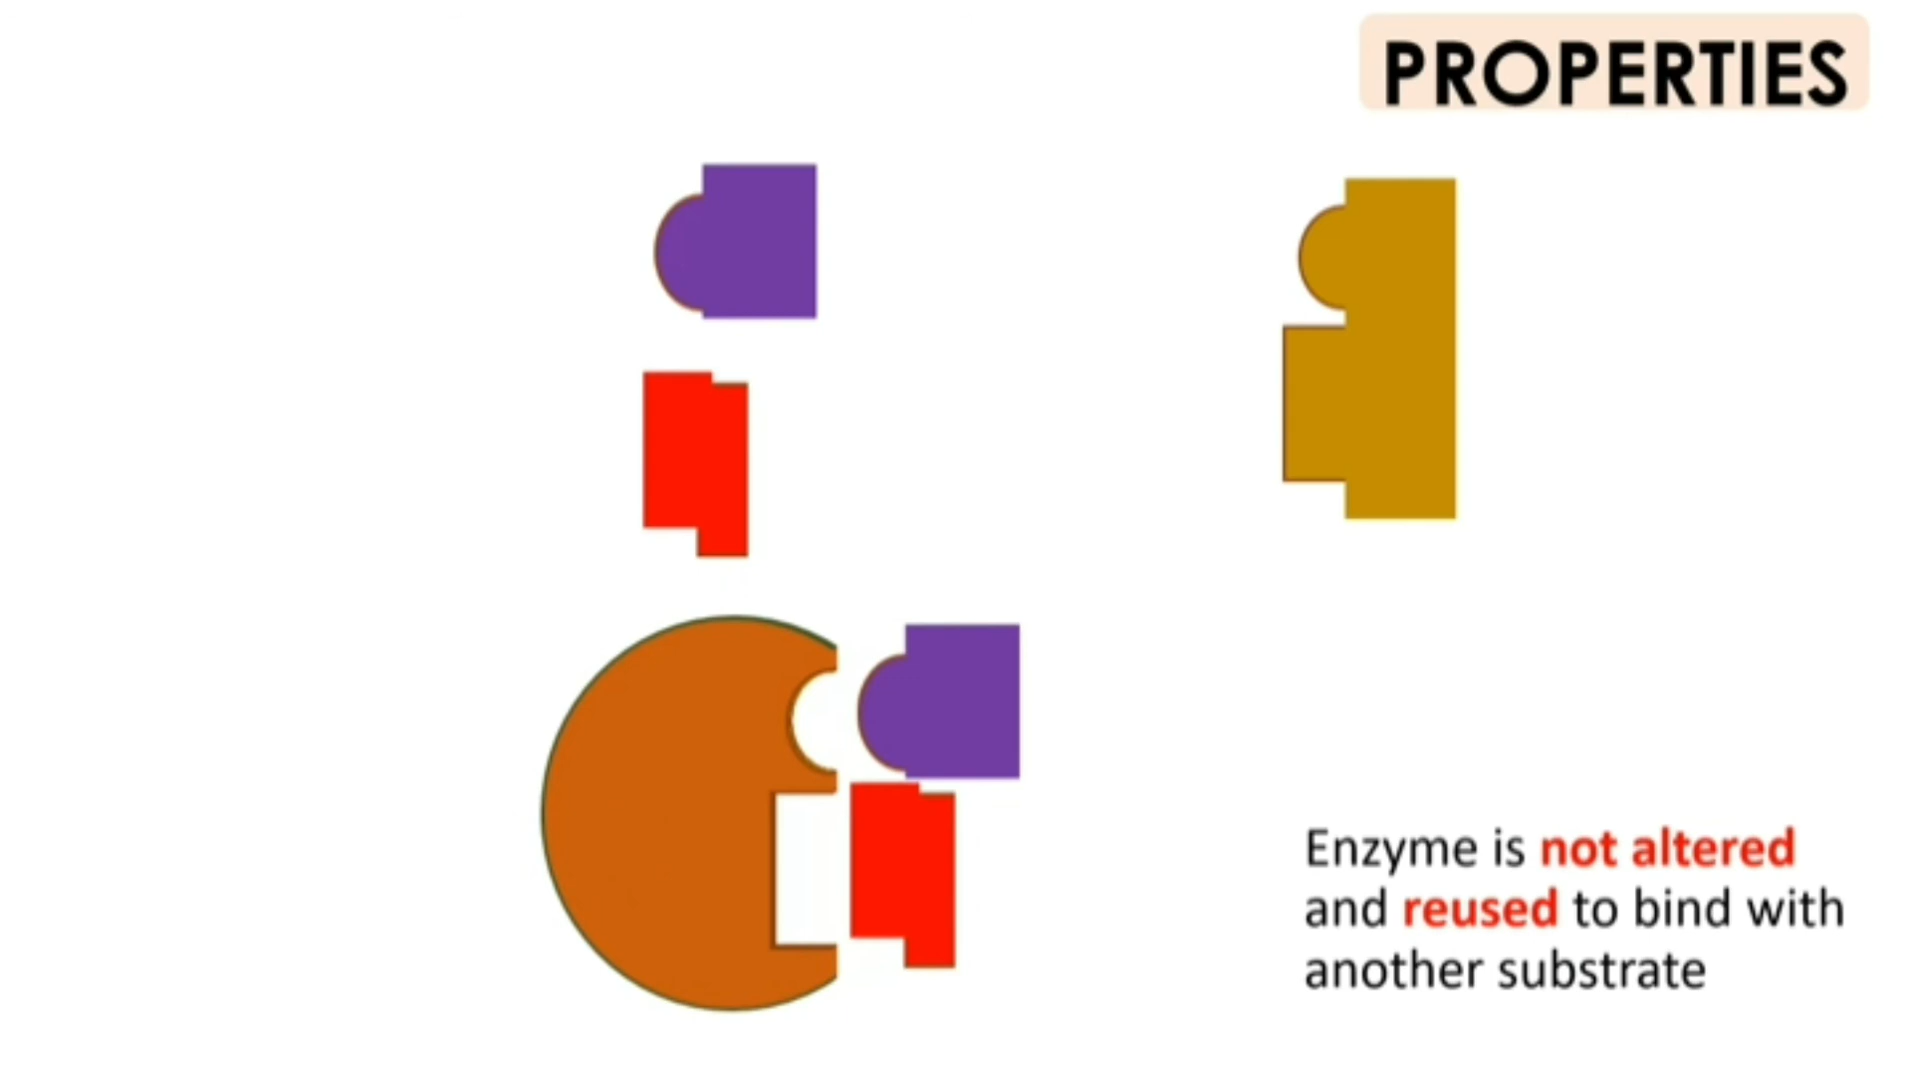 PROPERTIES
Enzyme is not altered
and reused to bind with
another substrate